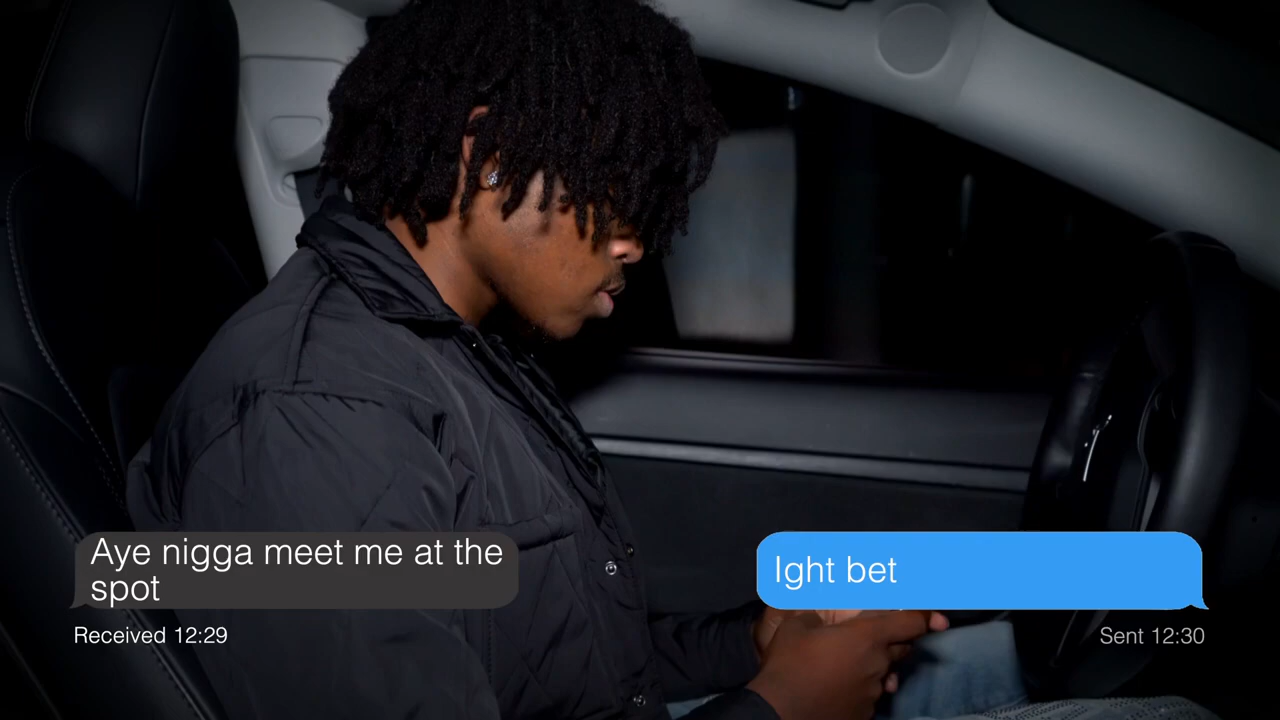 Aye nigga meet me at the
spot
Received 12:29
Ight bet
Sent 12:30